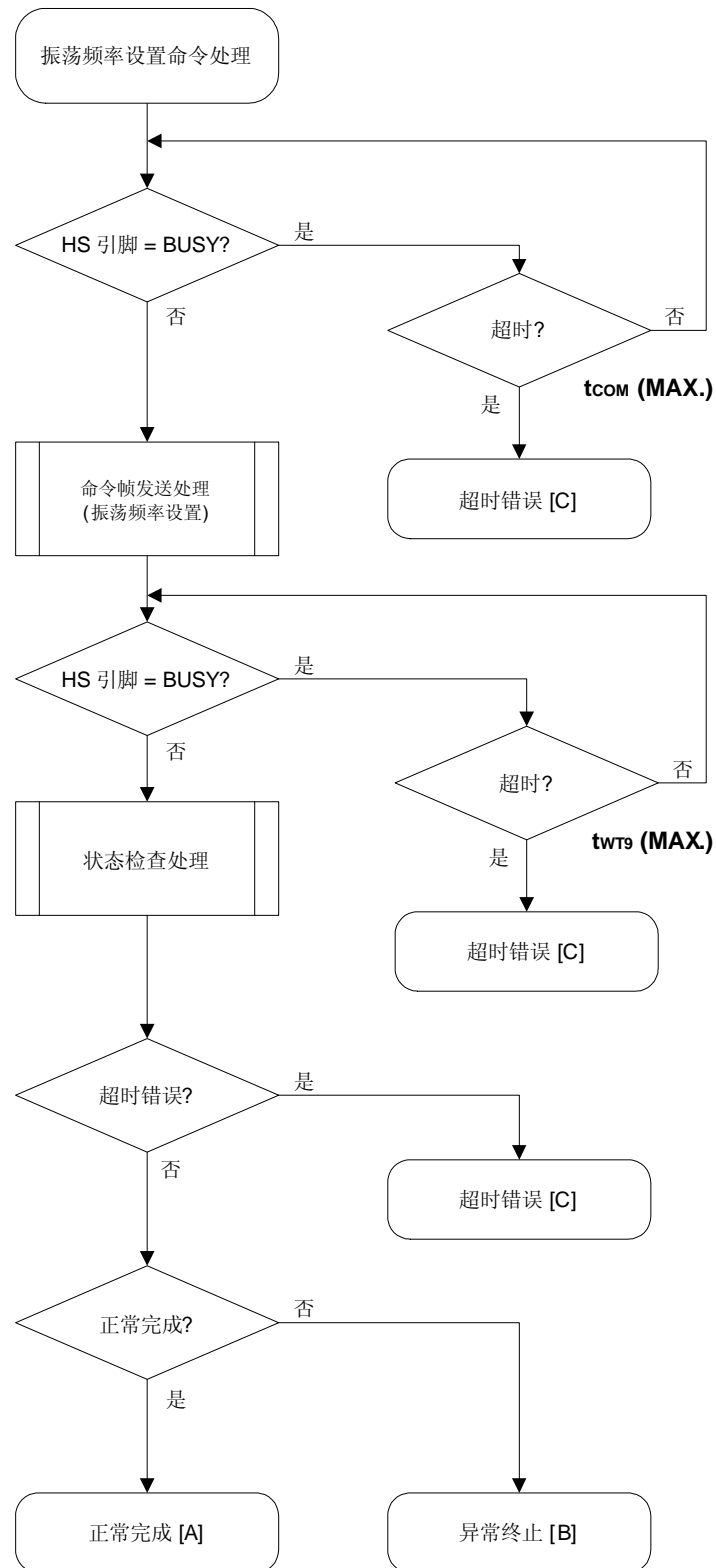 振荡频率设置命令处理
HS 引脚 = BUSY?
是
否
超时?
否
tCOM (MAX.)
是
命令帧发送处理
(振荡频率设置)
超时错误 [C]
HS 引脚 = BUSY?
是
否
超时?
否
tWT9 (MAX.)
是
状态检查处理
超时错误 [C]
超时错误?
是
否
超时错误 [C]
正常完成?
否
是
正常完成 [A]
异常终止 [B]